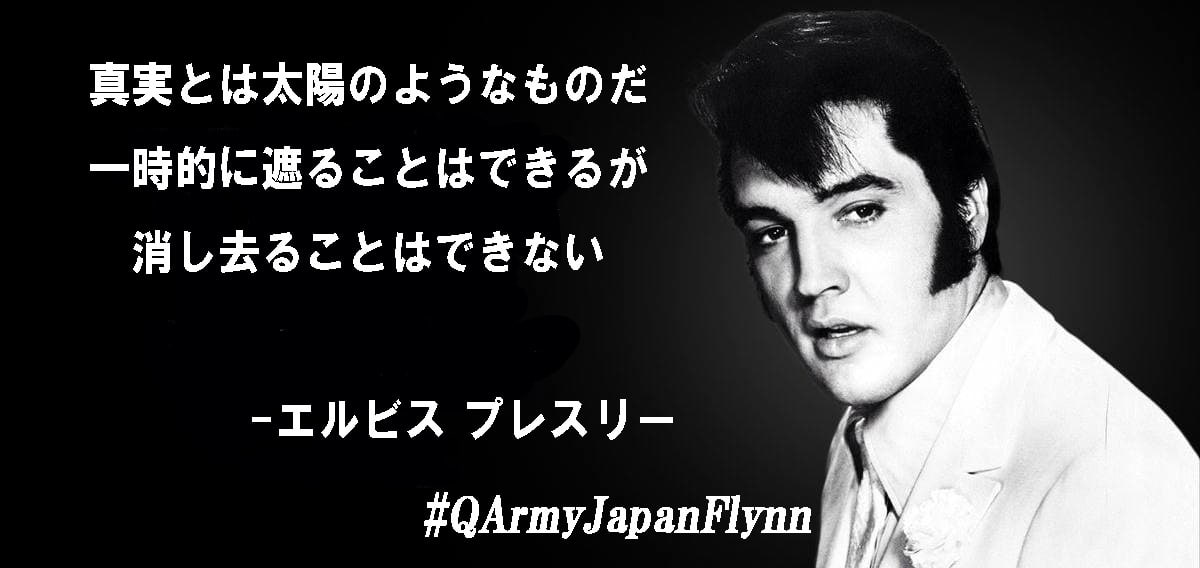 真実とは太陽のようなものだ
一時的に遮ることはできるが
消し去ることはできない
-エルビス プレスリー
#QArmyJapanFlynn